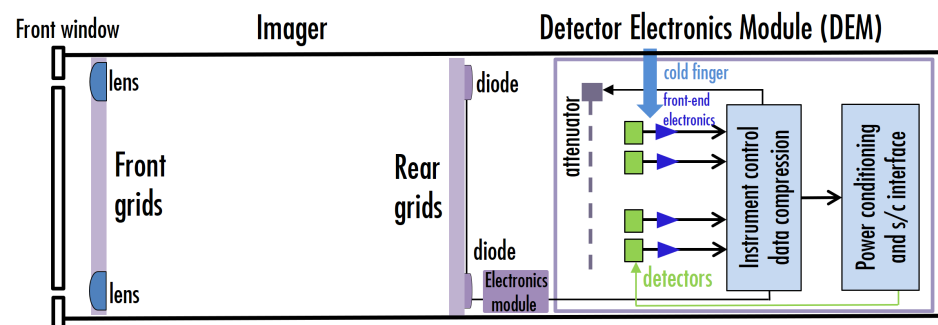 Front window
Imager
Detector Electronics Module (DEM)
lens
diode
cold finger
front-end
electronics
attenuator
Front
grids
Rear
grids
Instrument control
data compression
Power conditioning
and s/c interface
diode
lens
Electronics
module
detectors